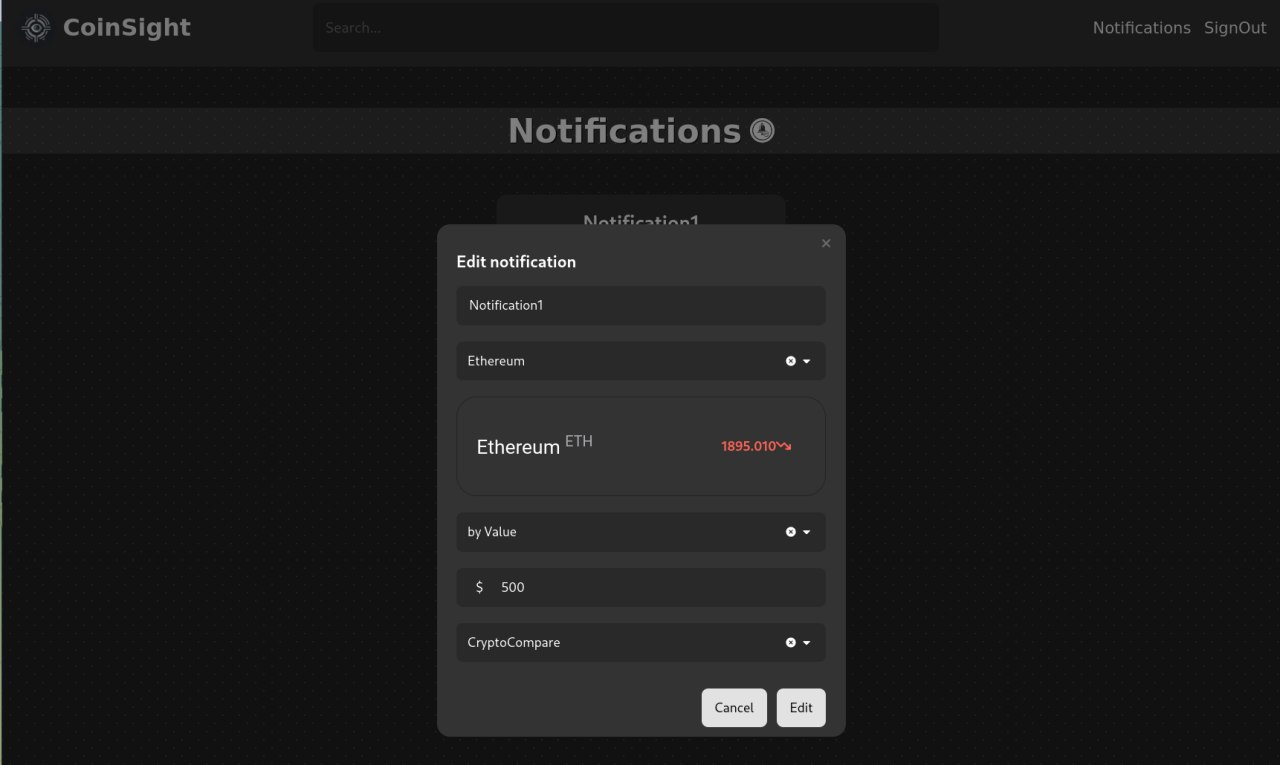 CoinSight
Search...
Notifications SignOut
Notifications
Notification1
Edit notification
Notification1
Ethereum
Ethereum ETH
1895.010
by Value
$ 500
CryptoCompare
Cancel Edit